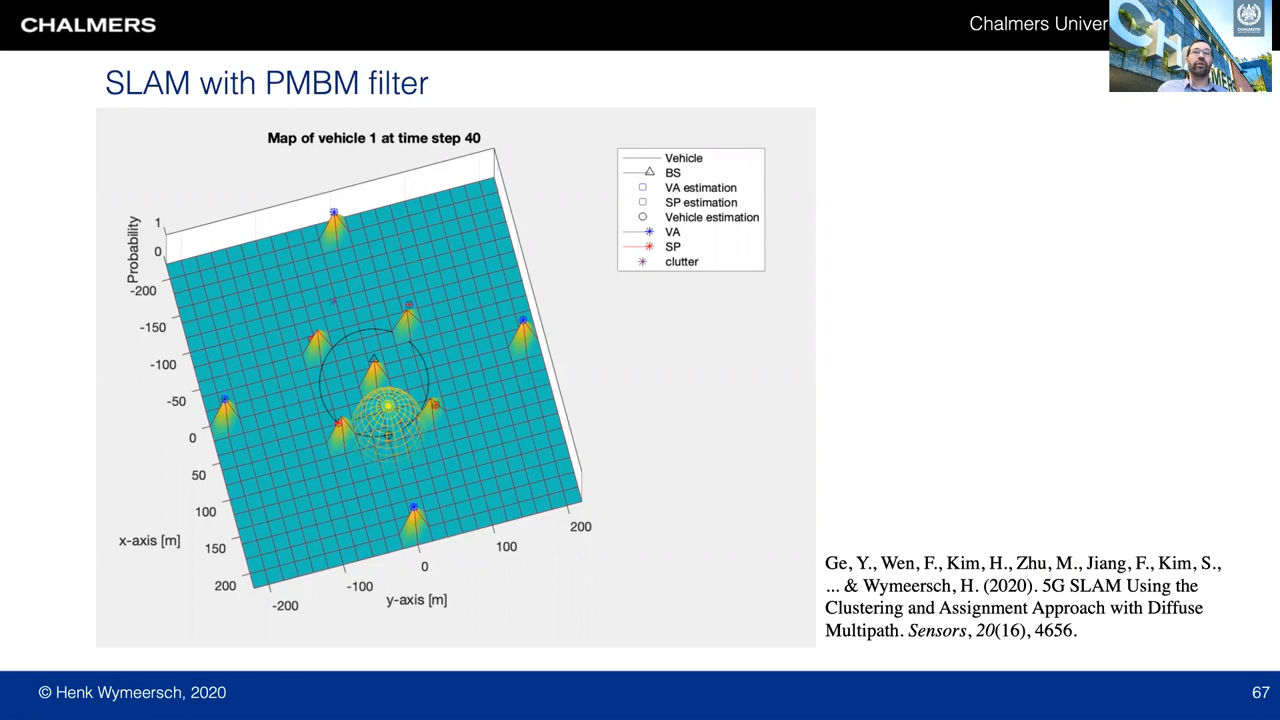 CHALMERS
Chalmers Univer
SLAM with PMBM filter
Map of vehicle 1 at time step 40
Vehicle
BS
VA estimation
SP estimation
Vehicle estimation
VA
SP
clutter
Probability
1
0
-200
-150
-100
-50
0
50
100
150
200
x-axis [m]
-200
-100
0
100
200
y-axis [m]
Ge, Y., Wen, F., Kim, H., Zhu, M., Jiang, F., Kim, S.,
... & Wymeersch, H. (2020). 5G SLAM Using the
Clustering and Assignment Approach with Diffuse
Multipath. Sensors, 20(16), 4656.
© Henk Wymeersch, 2020
67